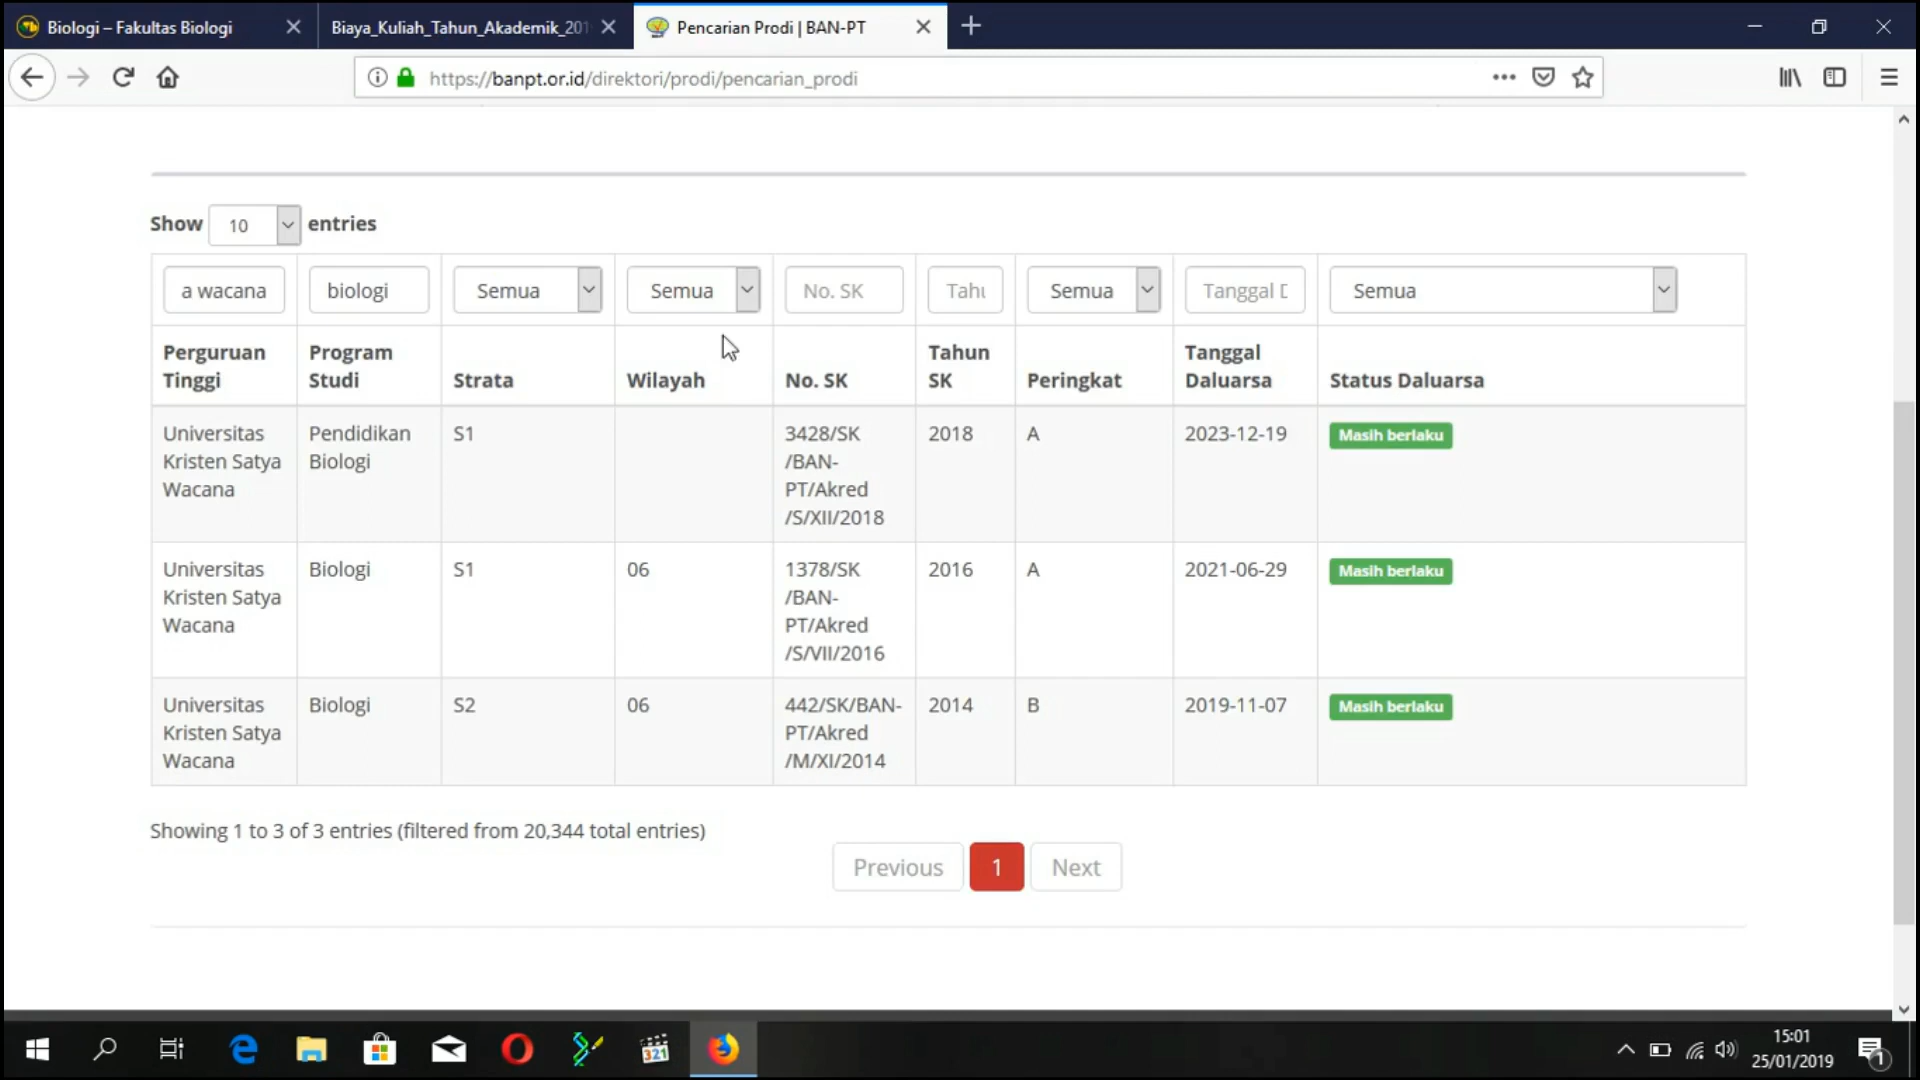 Biologi – Fakultas Biologi
Biaya_Kuliah_Tahun_Akademik_201
Pencarian Prodi | BAN-PT
https://banpt.or.id/direktori/prodi/pencarian_prodi
Show 10 entries
a wacana
biologi
Semua
Semua
No. SK
Tahu
Semua
Tanggal D
Semua
Perguruan
Tinggi
Program
Studi
Strata
Wilayah
No. SK
Tahun
SK
Peringkat
Tanggal
Daluarsa
Status Daluarsa
Universitas
Kristen Satya
Wacana
Pendidikan
Biologi
S1
3428/SK
/BAN-
PT/Akred
/S/XII/2018
2018
A
2023-12-19
Masih berlaku
Universitas
Kristen Satya
Wacana
Biologi
S1
06
1378/SK
/BAN-
PT/Akred
/S/VII/2016
2016
A
2021-06-29
Masih berlaku
Universitas
Kristen Satya
Wacana
Biologi
S2
06
442/SK/BAN-
PT/Akred
/M/XI/2014
2014
B
2019-11-07
Masih berlaku
Showing 1 to 3 of 3 entries (filtered from 20,344 total entries)
Previous
1
Next
321
15:01
25/01/2019
1